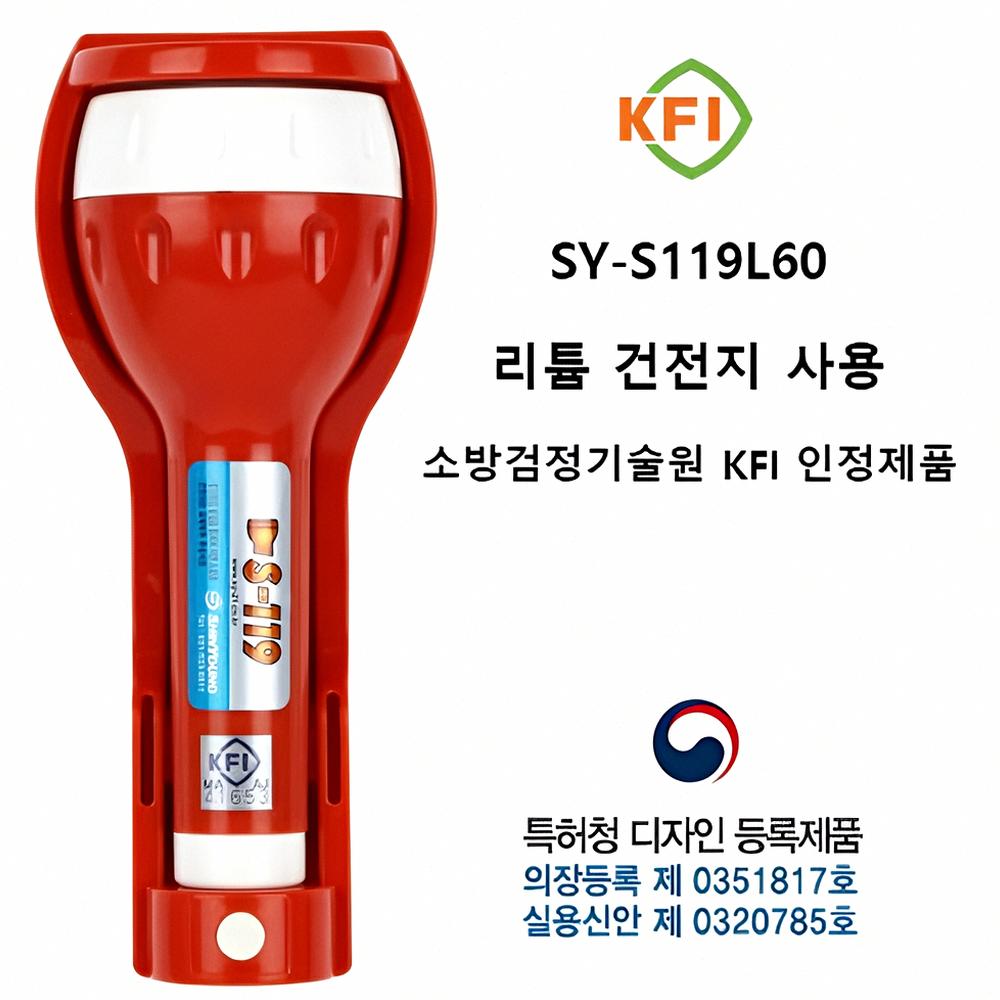 KFI
SY-S119L60
리튬 건전지 사용
소방검정기술원 KFI 인정제품
S-119
SHINYOUNG
KFI
특허청 디자인 등록제품
의장등록 제 0351817호
실용신안 제 0320785호